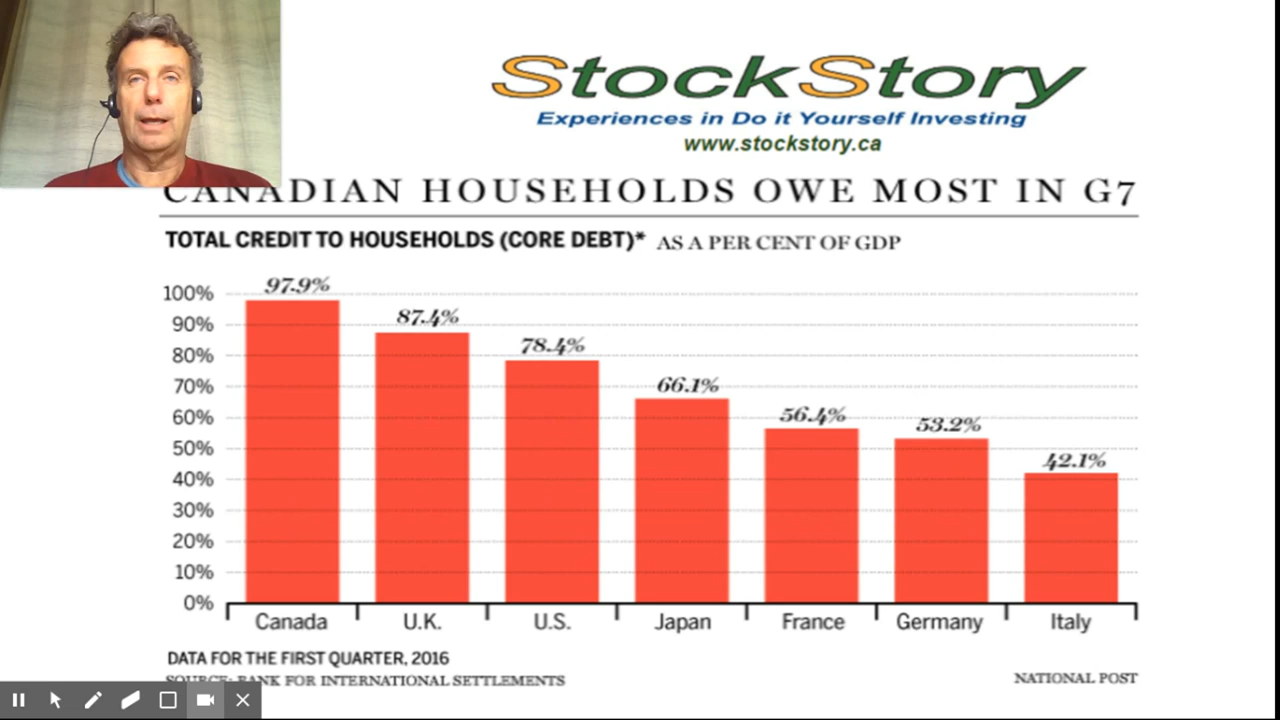 StockStory
Experiences in Do it Yourself Investing
www.stockstory.ca
CANADIAN HOUSEHOLDS OWE MOST IN G7
TOTAL CREDIT TO HOUSEHOLDS (CORE DEBT)* AS A PER CENT OF GDP
100%
90%
80%
70%
60%
50%
40%
30%
20%
10%
0%
97.9%
87.4%
78.4%
66.1%
56.4%
53.2%
42.1%
Canada
U.K.
U.S.
Japan
France
Germany
Italy
DATA FOR THE FIRST QUARTER, 2016
SOURCE: BANK FOR INTERNATIONAL SETTLEMENTS
NATIONAL POST